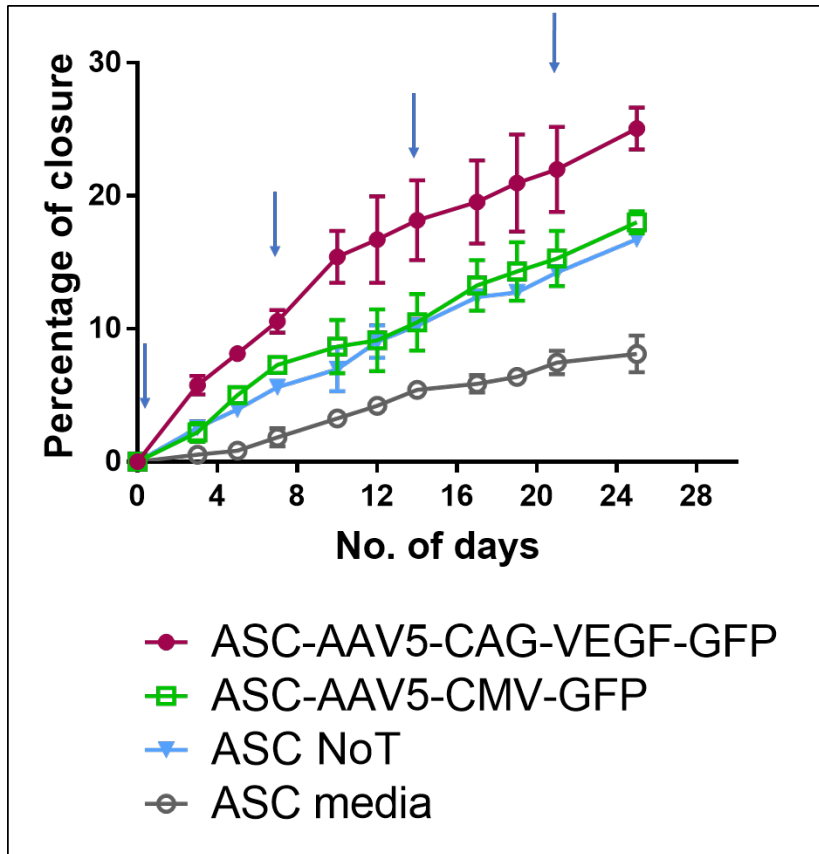 Percentage of closure
30
20
10
0
0 4 8 12 16 20 24 28
No. of days
ASC-AAV5-CAG-VEGF-GFP
ASC-AAV5-CMV-GFP
ASC NoT
ASC media